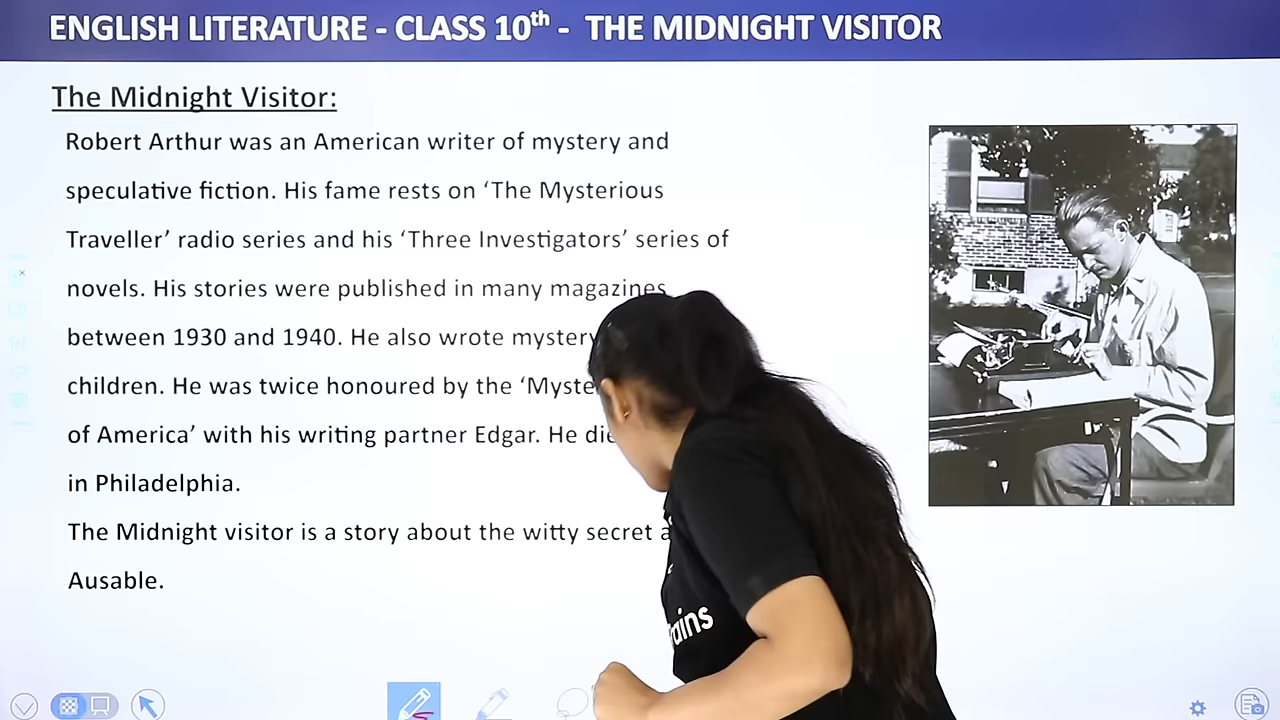 ENGLISH LITERATURE - CLASS 10th - THE MIDNIGHT VISITOR
The Midnight Visitor:
Robert Arthur was an American writer of mystery and
speculative fiction. His fame rests on ‘The Mysterious
Traveller’ radio series and his ‘Three Investigators’ series of
novels. His stories were published in many magazines
between 1930 and 1940. He also wrote mystery
children. He was twice honoured by the
of America’ with his writing partner Edgar. He
in Philadelphia.
The Midnight visitor is a story about the witty secret
Ausable.